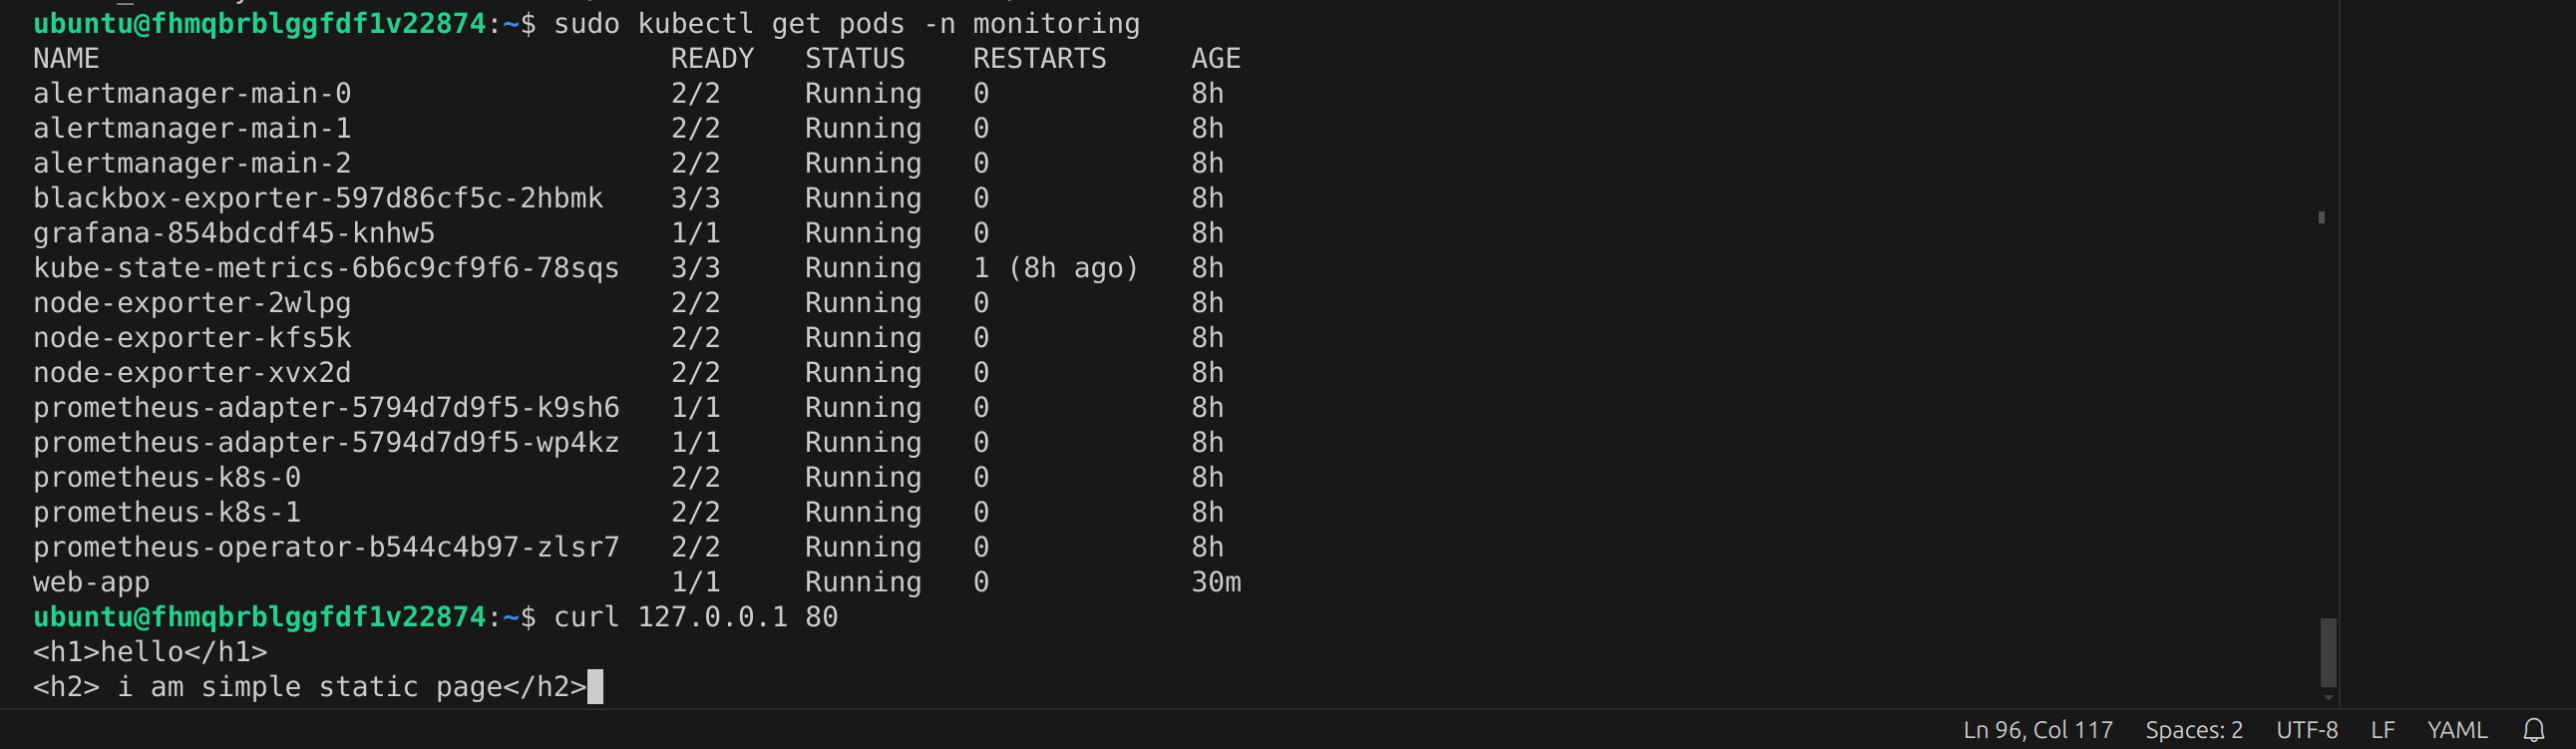 ubuntu@fhmqbrblggfdf1v22874:~$ sudo kubectl get pods -n monitoring
NAME READY STATUS RESTARTS AGE
alertmanager-main-0 2/2 Running 0 8h
alertmanager-main-1 2/2 Running 0 8h
alertmanager-main-2 2/2 Running 0 8h
blackbox-exporter-597d86cf5c-2hbmk 3/3 Running 0 8h
grafana-854bdcdf45-knhw5 1/1 Running 0 8h
kube-state-metrics-6b6c9cf9f6-78sqs 3/3 Running 1 (8h ago) 8h
node-exporter-2wlpg 2/2 Running 0 8h
node-exporter-kfs5k 2/2 Running 0 8h
node-exporter-xvx2d 2/2 Running 0 8h
prometheus-adapter-5794d7d9f5-k9sh6 1/1 Running 0 8h
prometheus-adapter-5794d7d9f5-wp4kz 1/1 Running 0 8h
prometheus-k8s-0 2/2 Running 0 8h
prometheus-k8s-1 2/2 Running 0 8h
prometheus-operator-b544c4b97-zlsr7 2/2 Running 0 8h
web-app 1/1 Running 0 30m
ubuntu@fhmqbrblggfdf1v22874:~$ curl 127.0.0.1 80
<h1>hello</h1>
<h2> i am simple static page</h2>
Ln 96, Col 117 Spaces: 2 UTF-8 LF YAML